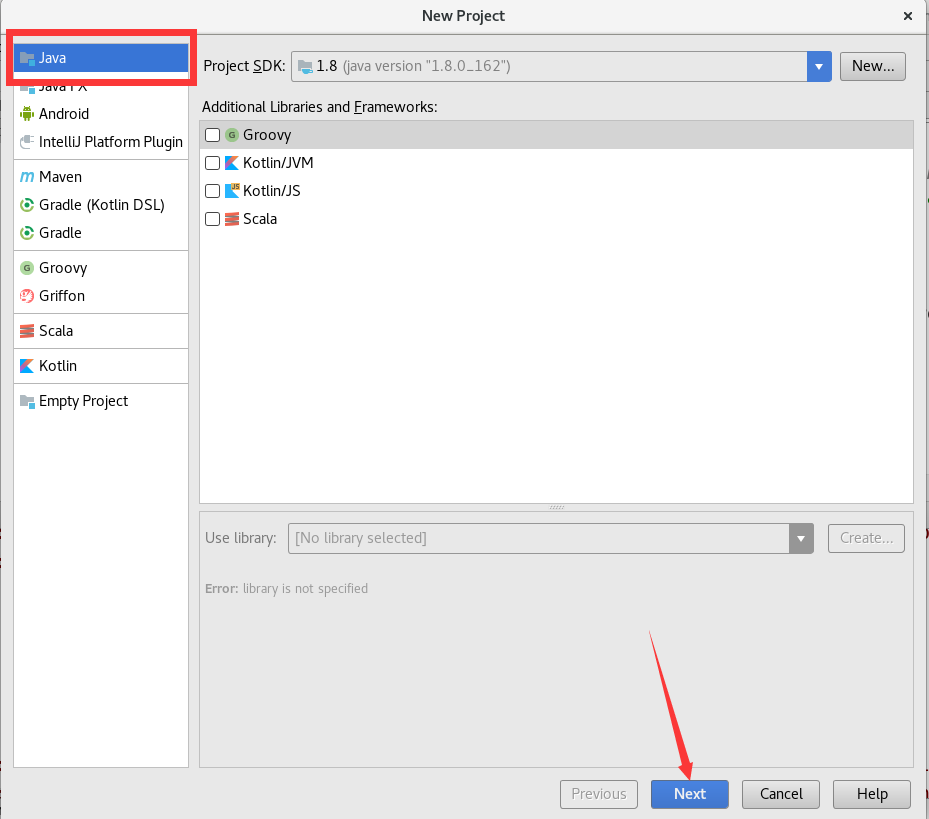 New Project
Java
Java FX
Android
IntelliJ Platform Plugin
Maven
Gradle (Kotlin DSL)
Gradle
Groovy
Griffon
Scala
Kotlin
Empty Project
Project SDK: 1.8 (java version "1.8.0_162") New...
Additional Libraries and Frameworks:
Groovy
Kotlin/JVM
Kotlin/JS
Scala
Use library: [No library selected] Create...
Error: library is not specified
Previous Next Cancel Help